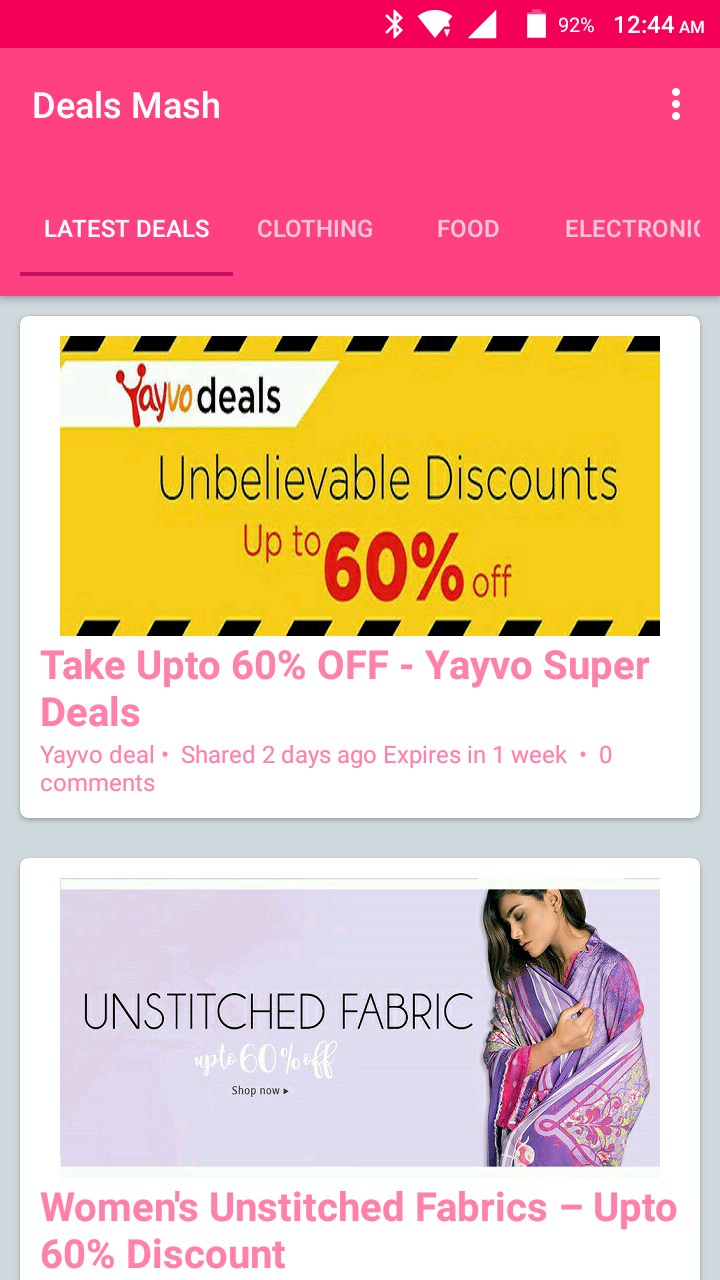 92% 12:44 AM
Deals Mash
LATEST DEALS CLOTHING FOOD ELECTRONIC
Yayvo deals
Unbelievable Discounts
Up to 60% off
Take Upto 60% OFF - Yayvo Super
Deals
Yayvo deal • Shared 2 days ago Expires in 1 week • 0
comments
UNSTITCHED FABRIC
upto 60% off
Shop now ▸
Women's Unstitched Fabrics – Upto
60% Discount